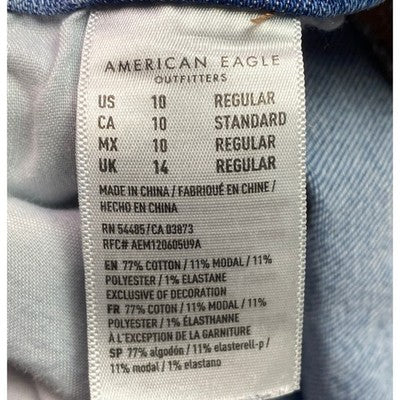 AMERICAN EAGLE
OUTFITTERS
US 10 REGULAR
CA 10 STANDARD
MX 10 REGULAR
UK 14 REGULAR
MADE IN CHINA / FABRIQUÉ EN CHINE /
HECHO EN CHINA
RN 54485/CA 03873
RFC# AEM120605U9A
EN 77% COTTON / 11% MODAL / 11%
POLYESTER / 1% ELASTANE
EXCLUSIVE OF DECORATION
FR 77% COTON / 11% MODAL / 11%
POLYESTER / 1% ÉLASTHANNE
À L'EXCEPTION DE LA GARNITURE
SP 77% algodón / 11% elasterell-p /
11% modal / 1% elastano